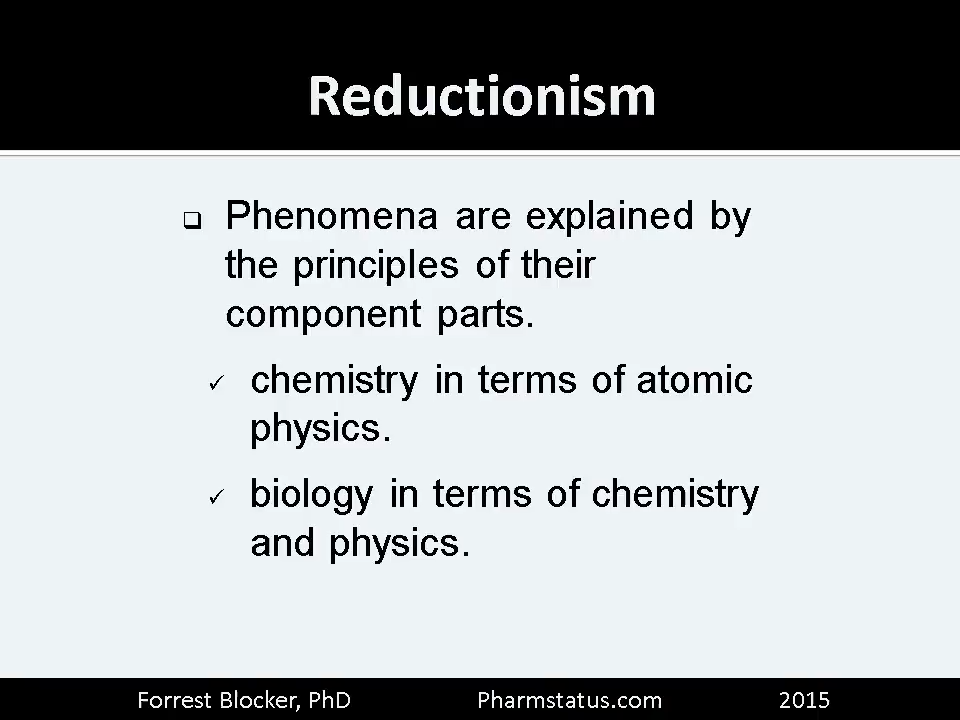 Reductionism
Phenomena are explained by
the principles of their
component parts.
chemistry in terms of atomic
physics.
biology in terms of chemistry
and physics.
Forrest Blocker, PhD Pharmstatus.com 2015